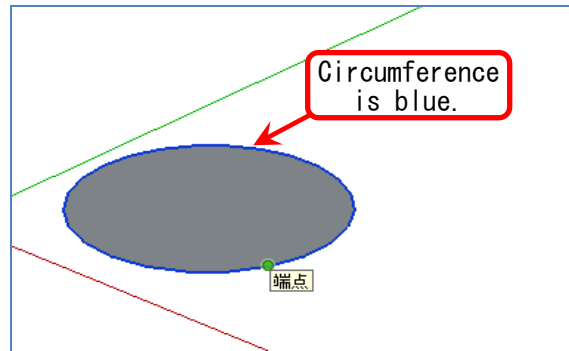 Circumference
is blue.
端点